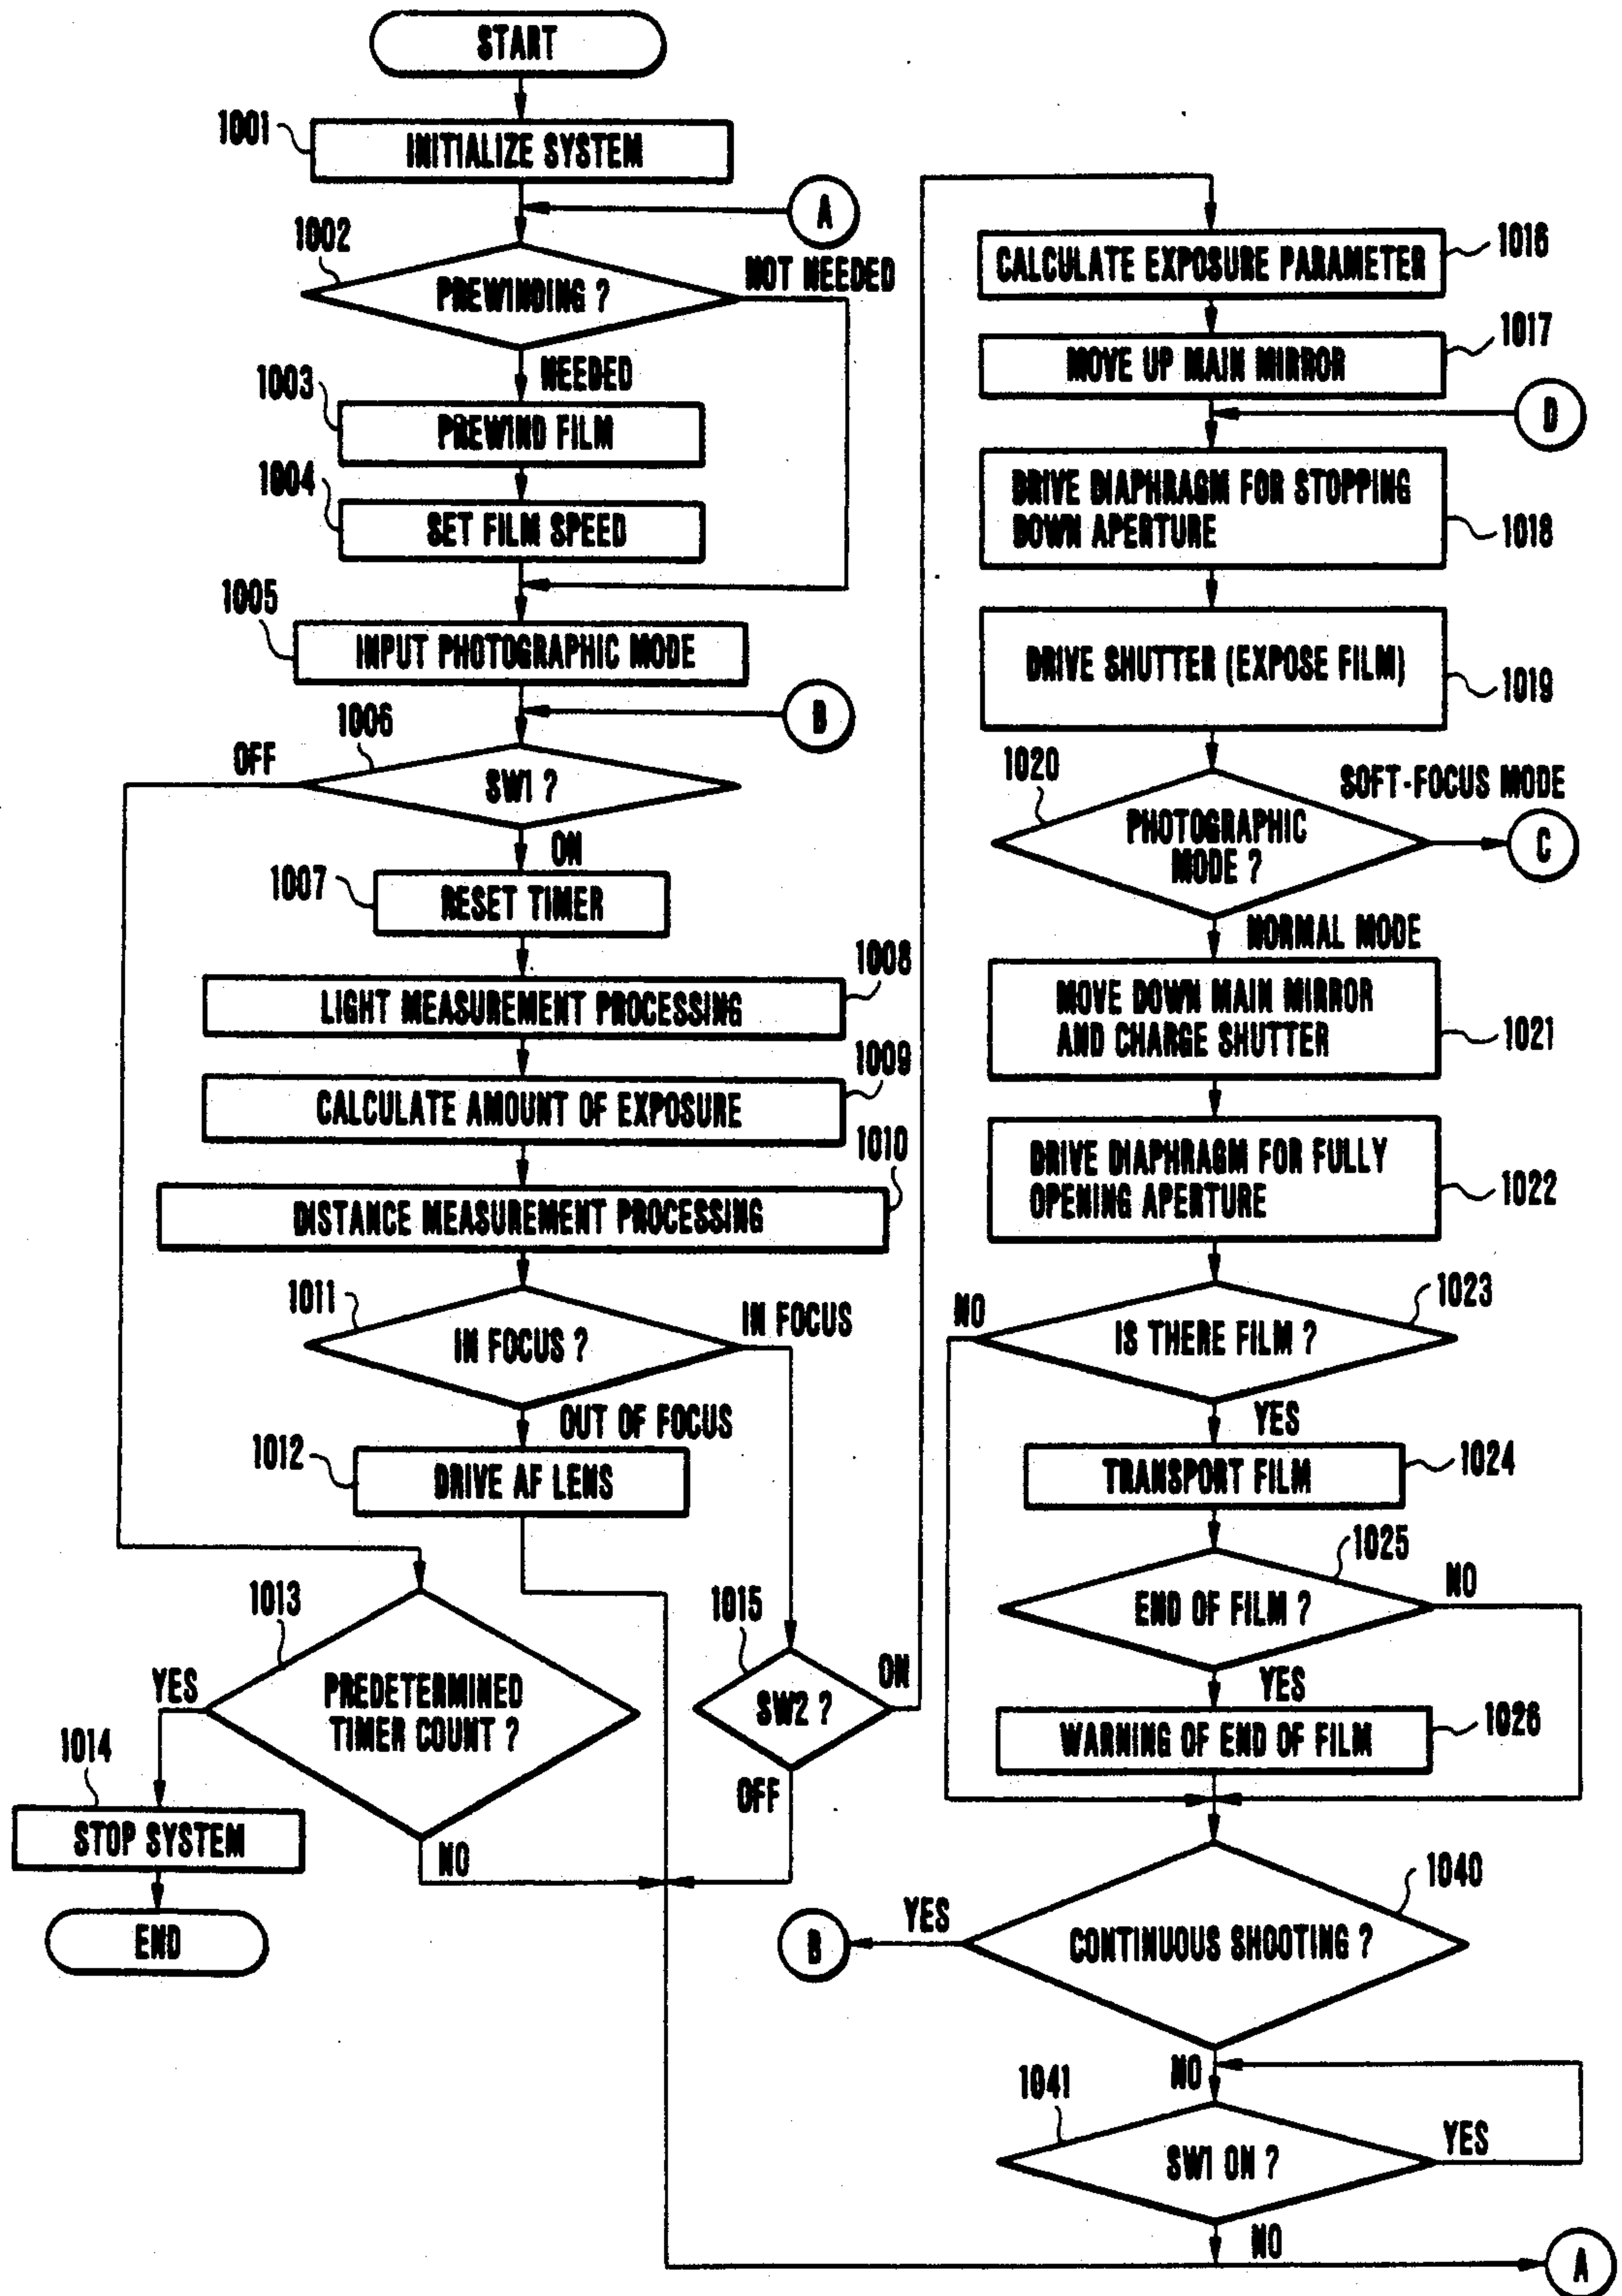 START
1001
INITIALIZE SYSTEM
A
1002
PREWINDING ?
NOT NEEDED
NEEDED
1003
PREWIND FILM
1004
SET FILM SPEED
1005
INPUT PHOTOGRAPHIC MODE
B
1006
OFF
SW1 ?
ON
1007
RESET TIMER
1008
LIGHT MEASUREMENT PROCESSING
1009
CALCULATE AMOUNT OF EXPOSURE
1010
DISTANCE MEASUREMENT PROCESSING
1011
IN FOCUS ?
IN FOCUS
OUT OF FOCUS
1012
DRIVE AF LENS
1013
PREDETERMINED
TIMER COUNT ?
YES
NO
1014
STOP SYSTEM
END
1015
SW2 ?
ON
OFF
1016
CALCULATE EXPOSURE PARAMETER
1017
MOVE UP MAIN MIRROR
D
DRIVE DIAPHRAGM FOR STOPPING
DOWN APERTURE
1018
DRIVE SHUTTER (EXPOSE FILM)
1019
1020
PHOTOGRAPHIC
MODE ?
SOFT-FOCUS MODE
C
NORMAL MODE
MOVE DOWN MAIN MIRROR
AND CHARGE SHUTTER
1021
DRIVE DIAPHRAGM FOR FULLY
OPENING APERTURE
1022
1023
NO
IS THERE FILM ?
YES
TRANSPORT FILM
1024
1025
END OF FILM ?
NO
YES
WARNING OF END OF FILM
1026
1040
YES
B
CONTINUOUS SHOOTING ?
NO
1041
SW1 ON ?
YES
NO
A